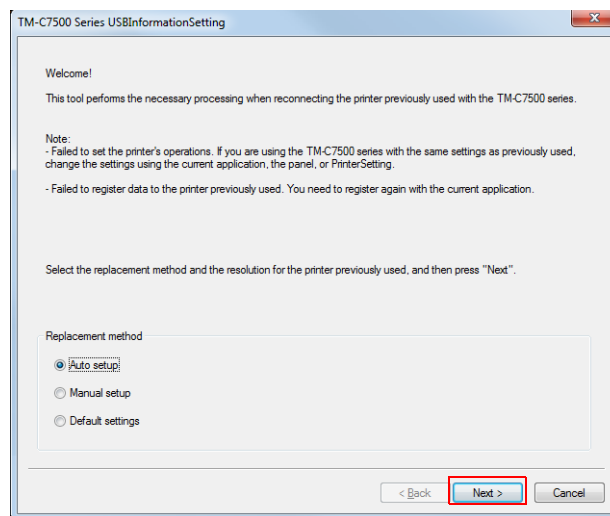 TM-C7500 Series USBInformationSetting
Welcome!
This tool performs the necessary processing when reconnecting the printer previously used with the TM-C7500 series.
Note:
- Failed to set the printer's operations. If you are using the TM-C7500 series with the same settings as previously used,
change the settings using the current application, the panel, or PrinterSetting.
- Failed to register data to the printer previously used. You need to register again with the current application.
Select the replacement method and the resolution for the printer previously used, and then press "Next".
Replacement method
Auto setup
Manual setup
Default settings
< Back Next > Cancel